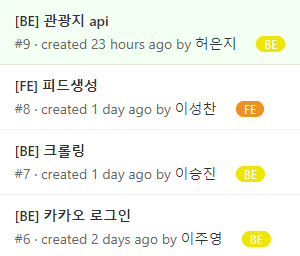 [BE] 관광지 api
#9 · created 23 hours ago by 허은지 BE
[FE] 피드생성
#8 · created 1 day ago by 이성찬 FE
[BE] 크롤링
#7 · created 1 day ago by 이승진 BE
[BE] 카카오 로그인
#6 · created 2 days ago by 이주영 BE